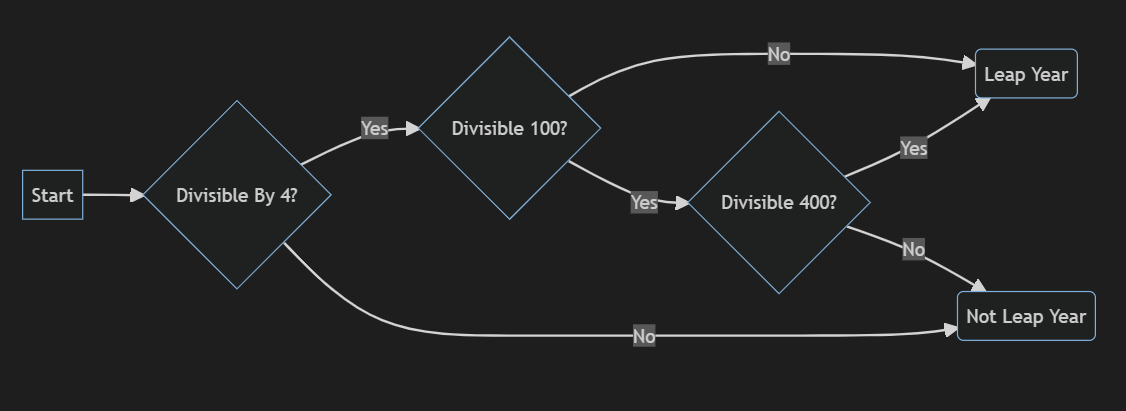 Start
Divisible By 4?
Yes
No
Divisible 100?
No
Yes
Divisible 400?
Yes
No
Leap Year
Not Leap Year